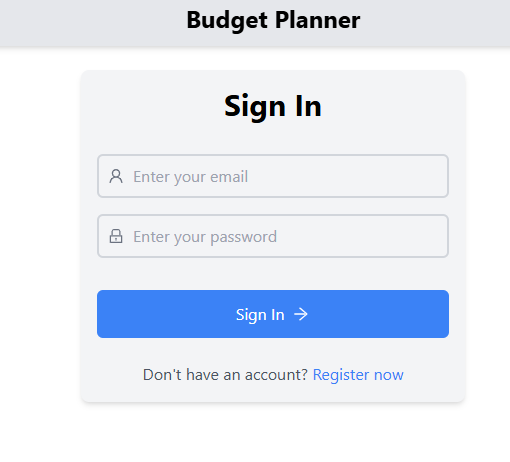 Budget Planner
Sign In
Enter your email
Enter your password
Sign In →
Don't have an account? Register now